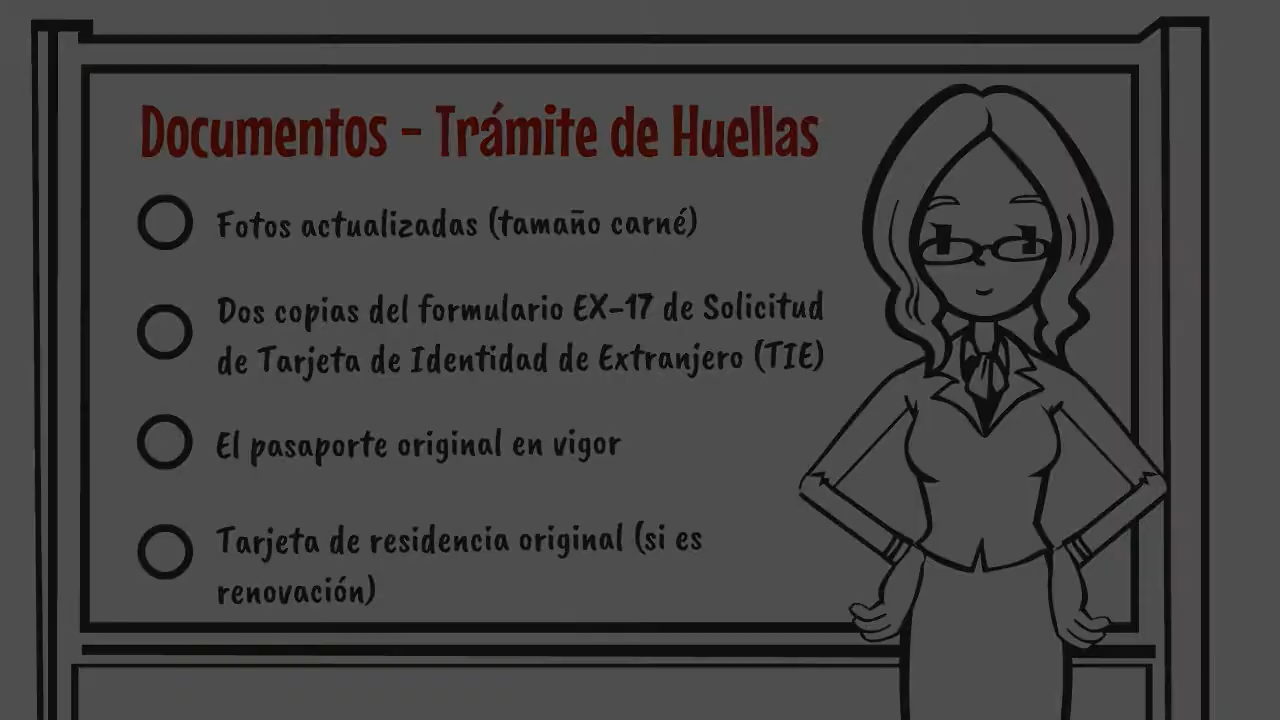 Documentos - Trámite de Huellas
Fotos actualizadas (tamaño carné)
Dos copias del formulario EX-17 de Solicitud
de Tarjeta de Identidad de Extranjero (TIE)
El pasaporte original en vigor
Tarjeta de residencia original (si es
renovación)